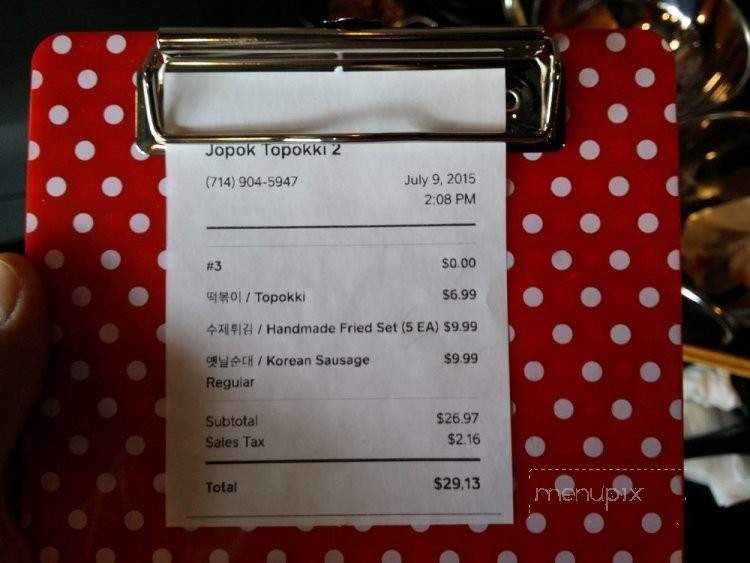 Jopok Topokki 2
(714) 904-5947 July 9, 2015
2:08 PM
#3 $0.00
떡볶이 / Topokki $6.99
수제튀김 / Handmade Fried Set (5 EA) $9.99
옛날순대 / Korean Sausage $9.99
Regular
Subtotal $26.97
Sales Tax $2.16
Total $29.13
menupix